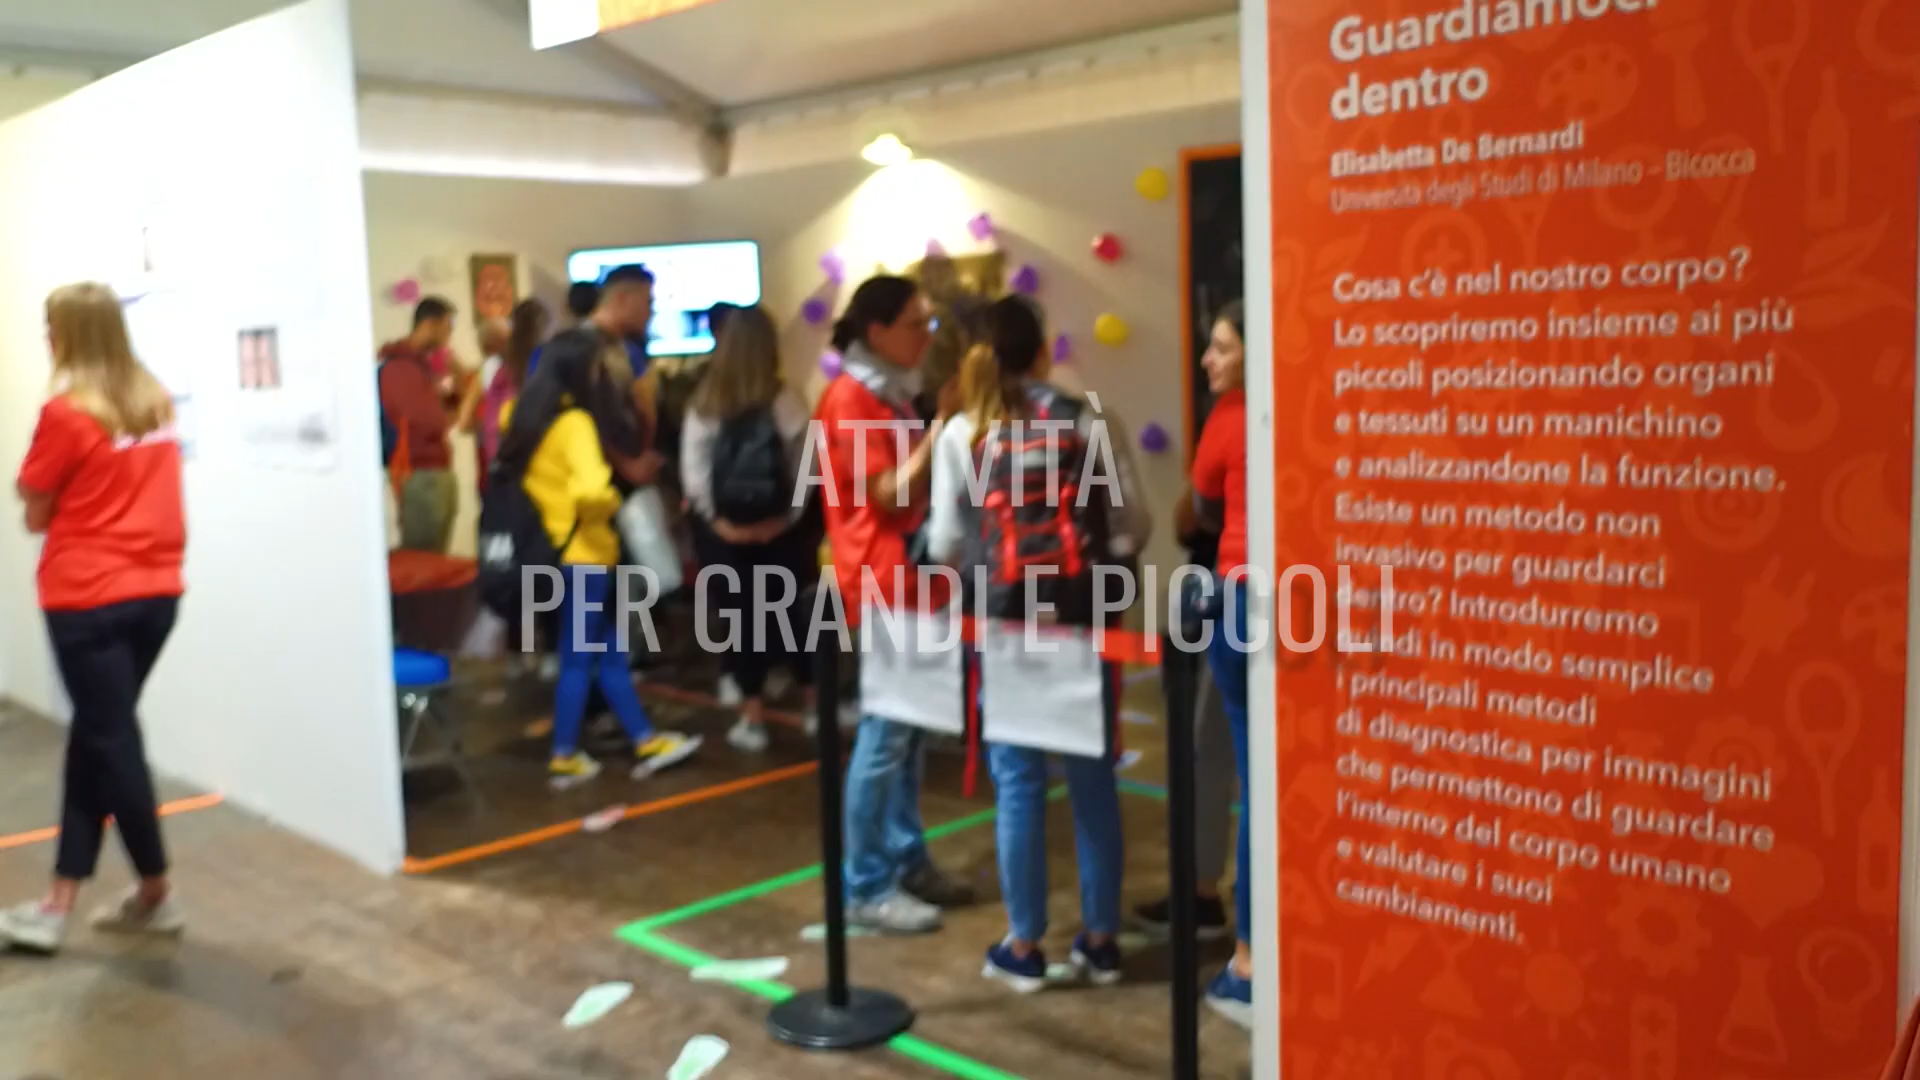 Guardiamoci
dentro
Elisabetta De Bernardi
Università degli Studi di Milano - Bicocca
Cosa c'è nel nostro corpo?
Lo scopriremo insieme ai più
piccoli posizionando organi
e tessuti su un manichino
e analizzandone la funzione.
Esiste un metodo non
invasivo per guardarci
dentro? Introdurremo
quindi in modo semplice
i principali metodi
di diagnostica per immagini
che permettono di guardare
l'interno del corpo umano
e valutare i suoi
cambiamenti.
ATTIVITÀ
PER GRANDI E PICCOLI